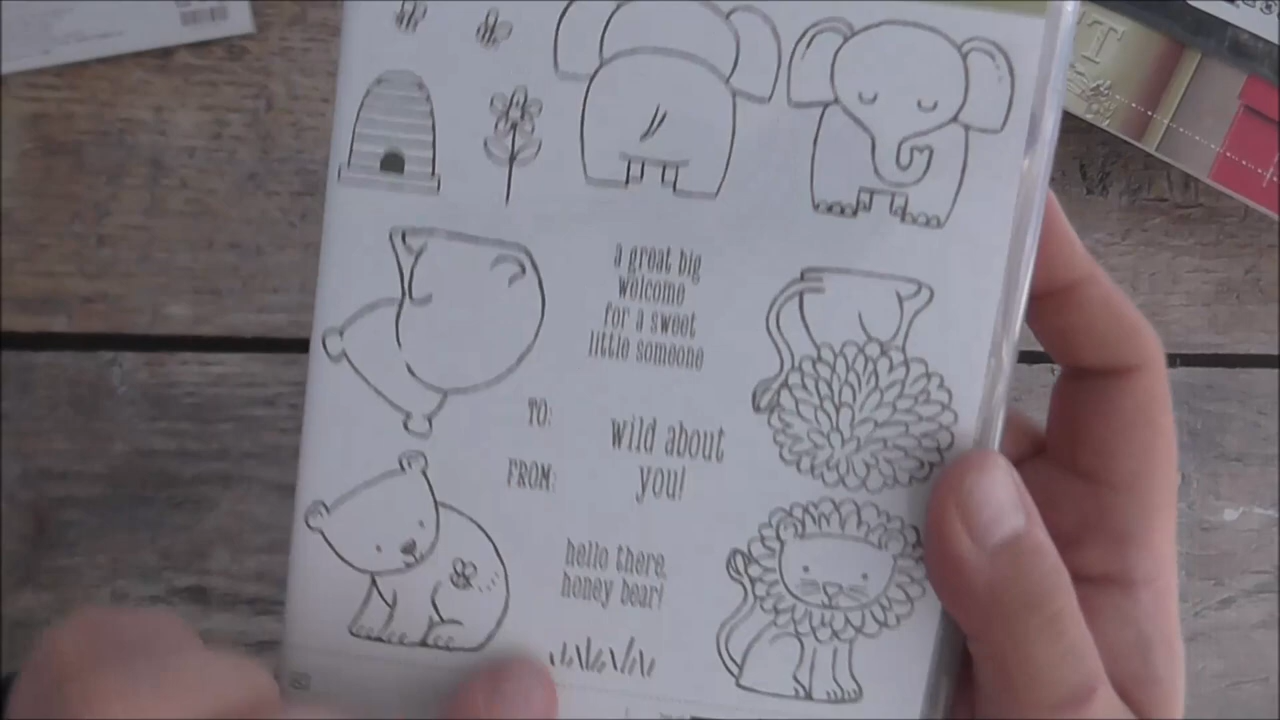 a great big
welcome
for a sweet
little someone
TO:
wild about
you!
FROM:
hello there,
honey bear!
T